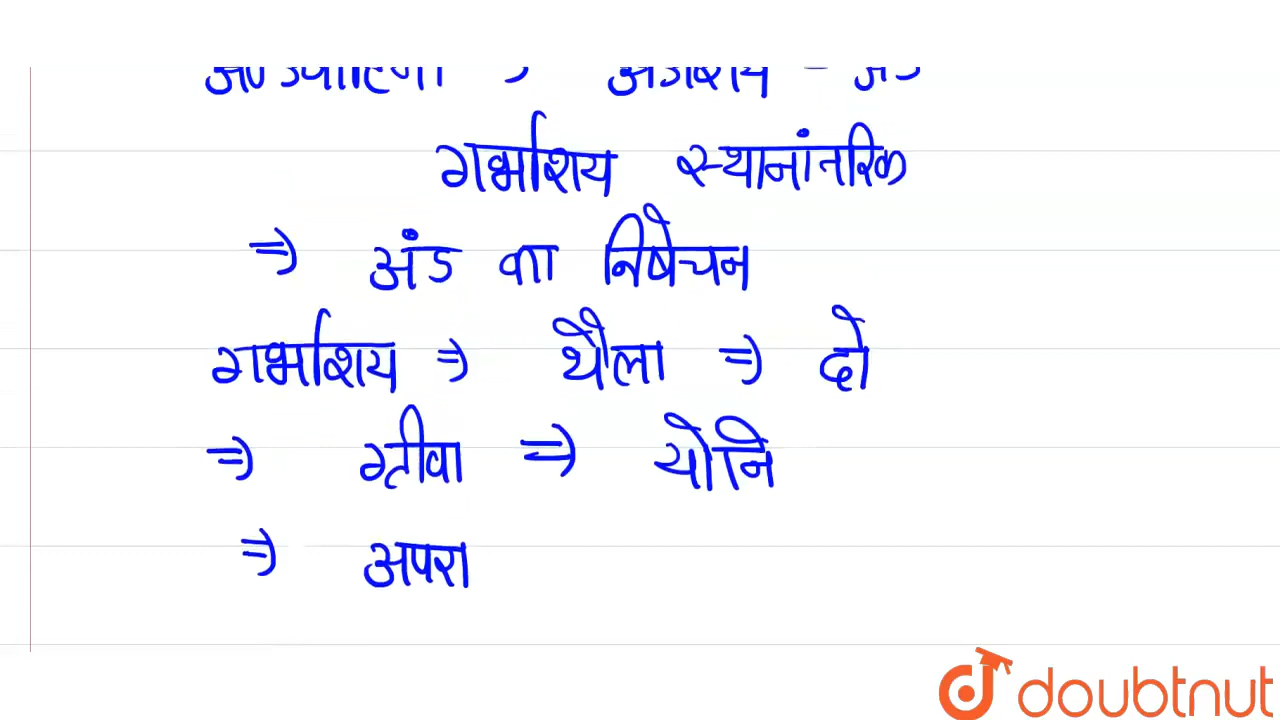 गर्भाशय स्थानांतरिक
⇒ अंड का निषेचन
गर्भाशय ⇒ थैला ⇒ दो
⇒ ग्रीवा ⇒ योनि
⇒ अपरा
doubtnut